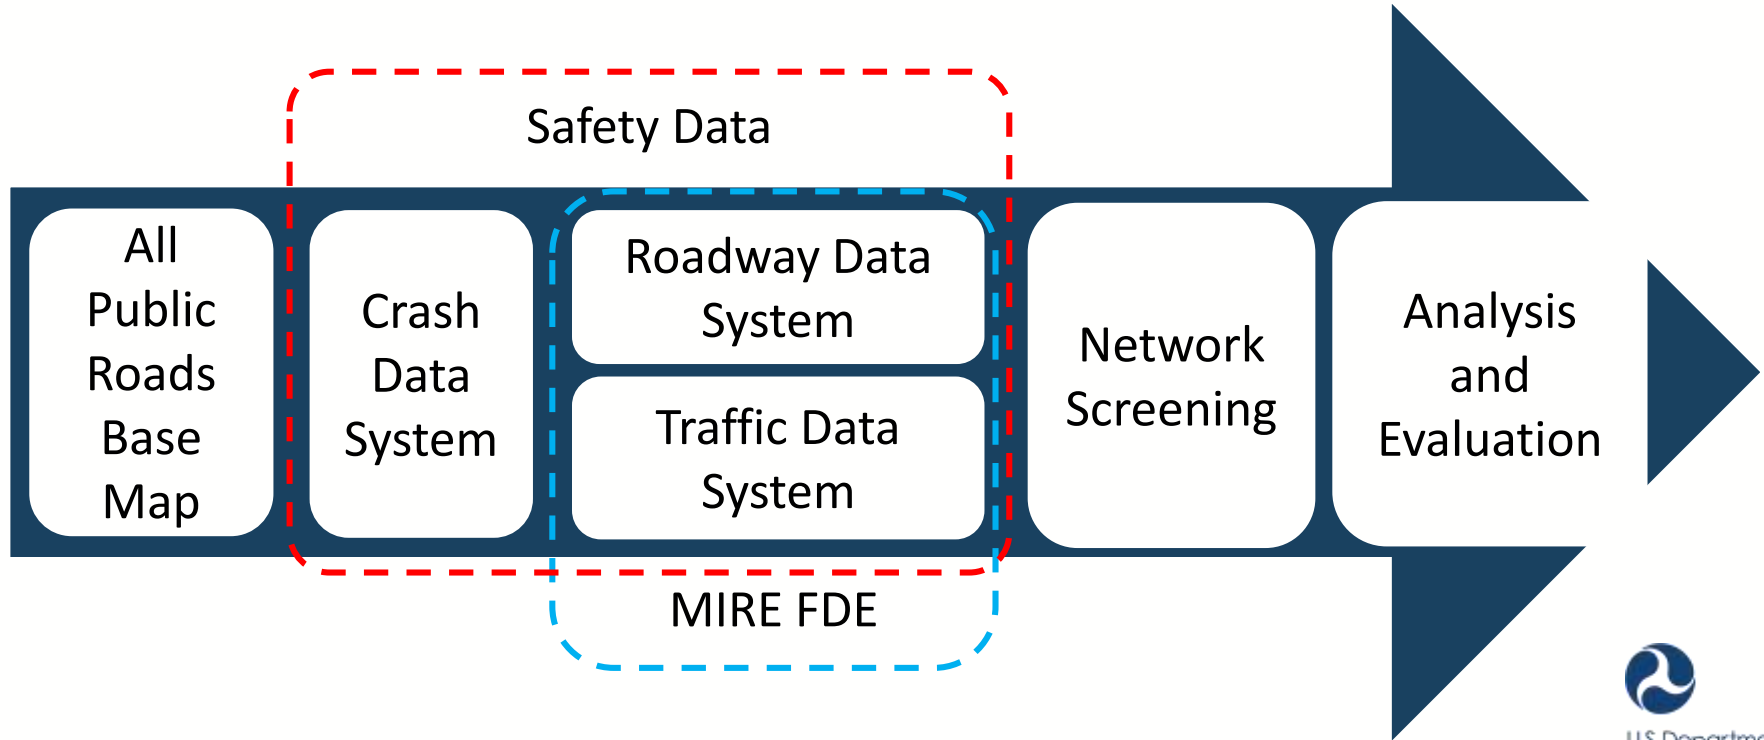 Safety Data
All
Public
Roads
Base
Map
Crash
Data
System
Roadway Data
System
Traffic Data
System
Network
Screening
Analysis
and
Evaluation
MIRE FDE